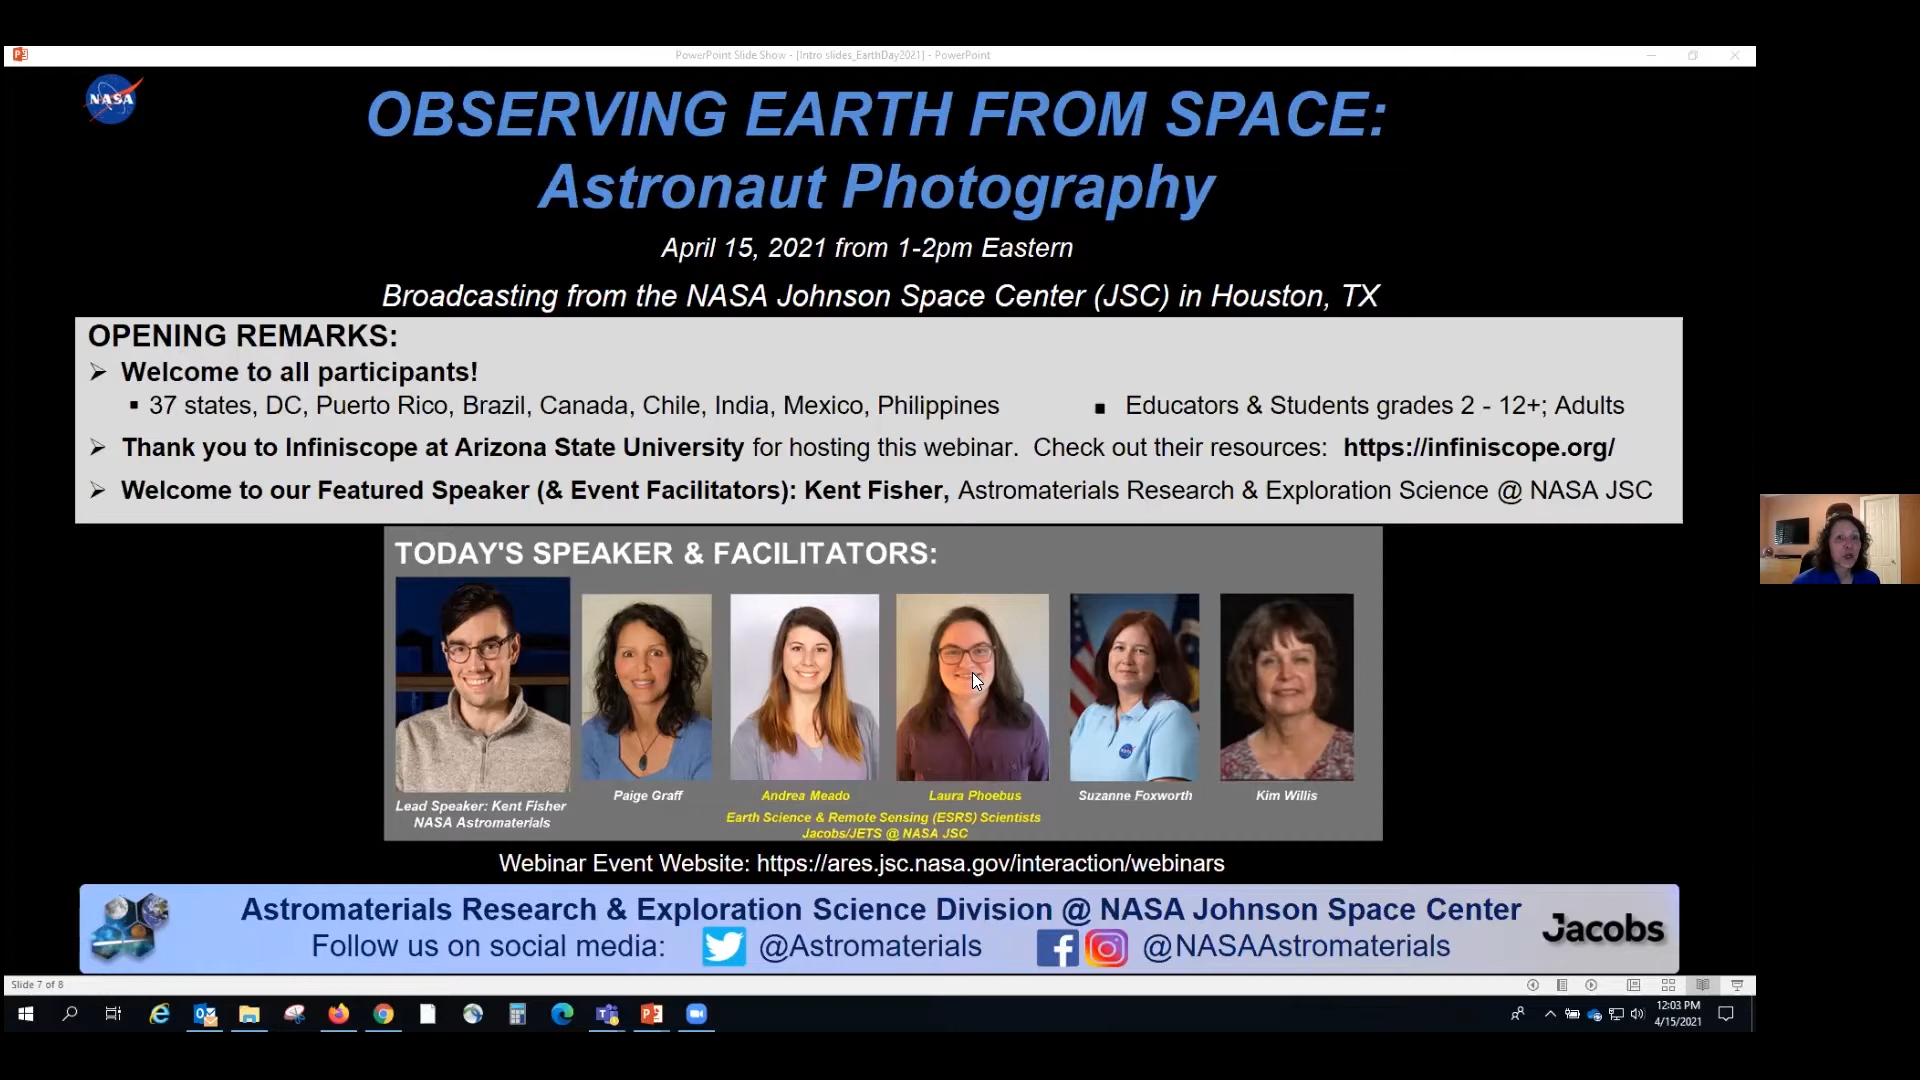 PowerPoint Slide Show - [Intro slides_EarthDay2021] - PowerPoint
NASA
OBSERVING EARTH FROM SPACE:
Astronaut Photography
April 15, 2021 from 1-2pm Eastern
Broadcasting from the NASA Johnson Space Center (JSC) in Houston, TX
OPENING REMARKS:
➢ Welcome to all participants!
▪ 37 states, DC, Puerto Rico, Brazil, Canada, Chile, India, Mexico, Philippines
▪ Educators & Students grades 2 - 12+; Adults
➢ Thank you to Infiniscope at Arizona State University for hosting this webinar. Check out their resources: https://infiniscope.org/
➢ Welcome to our Featured Speaker (& Event Facilitators): Kent Fisher, Astromaterials Research & Exploration Science @ NASA JSC
TODAY'S SPEAKER & FACILITATORS:
Lead Speaker: Kent Fisher
NASA Astromaterials
Paige Graff
Andrea Meado
Laura Phoebus
Earth Science & Remote Sensing (ESRS) Scientists
Jacobs/JETS @ NASA JSC
Suzanne Foxworth
Kim Willis
Webinar Event Website: https://ares.jsc.nasa.gov/interaction/webinars
Astromaterials Research & Exploration Science Division @ NASA Johnson Space Center
Follow us on social media: @Astromaterials @NASAAstromaterials
Jacobs
Slide 7 of 8
12:03 PM
4/15/2021